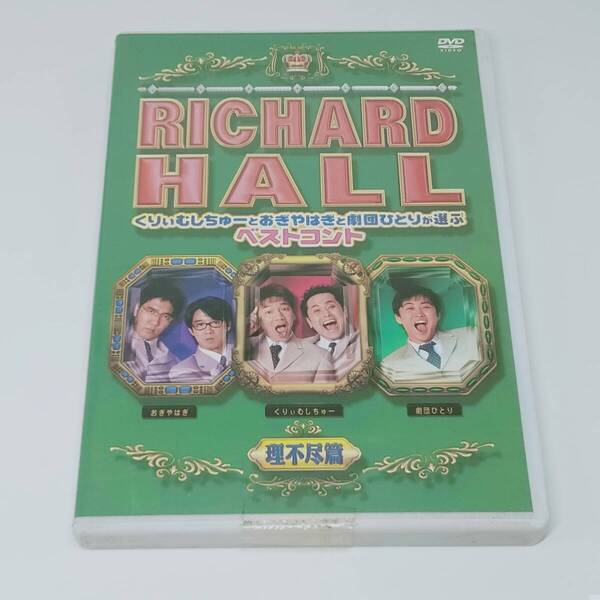 DVD
VIDEO
RICHARD
HALL
くりぃむしちゅーとおぎやはぎと劇団ひとりが選ぶ
ベストコント
おぎやはぎ
くりぃむしちゅー
劇団ひとり
理不尽篇